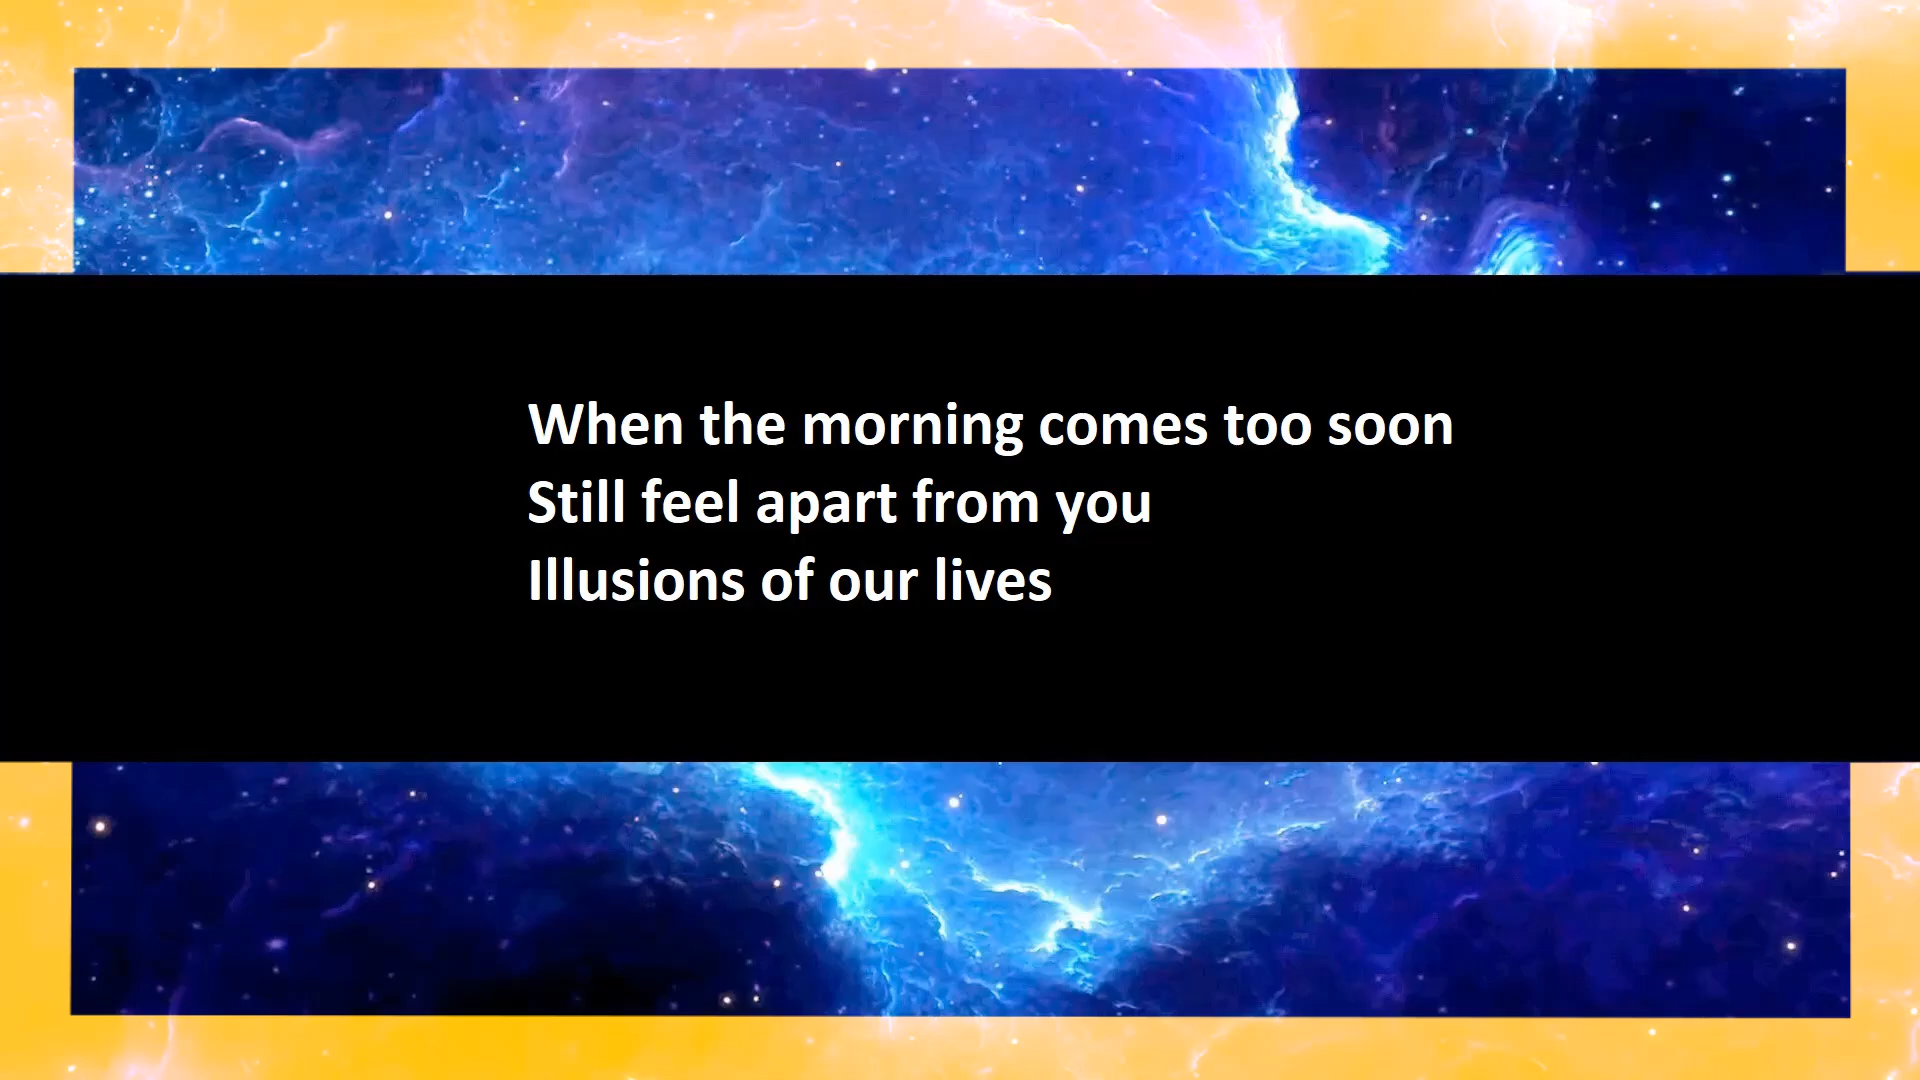 When the morning comes too soon
Still feel apart from you
Illusions of our lives